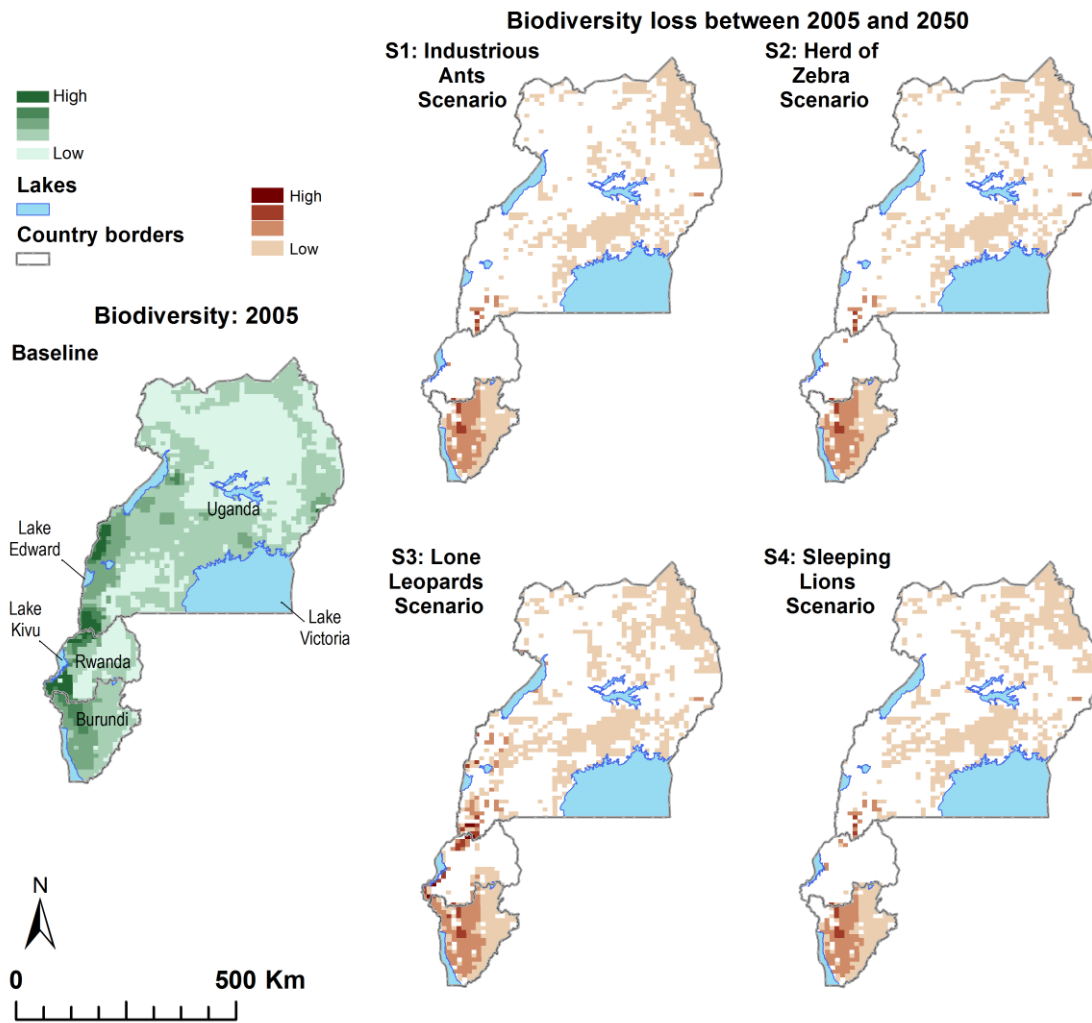 Biodiversity loss between 2005 and 2050
S1: Industrious
Ants
Scenario
S2: Herd of
Zebra
Scenario
High
Low
Lakes
Country borders
High
Low
Biodiversity: 2005
Baseline
Uganda
Lake
Edward
Lake
Kivu
Lake
Victoria
Rwanda
Burundi
S3: Lone
Leopards
Scenario
S4: Sleeping
Lions
Scenario
N
0
500 Km